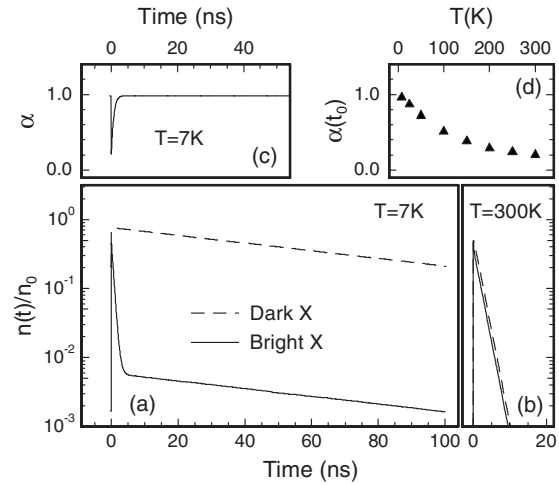 Time (ns)
T(K)
0 20 40
0 100 200 300
1.0
0.0
α
T=7K
(c)
1.0
0.0
α(t0)
(d)
10^0
10^-1
10^-2
10^-3
n(t)/n0
T=7K
Dark X
Bright X
(a)
T=300K
(b)
0 20 40 60 80 100
0 20
Time (ns)